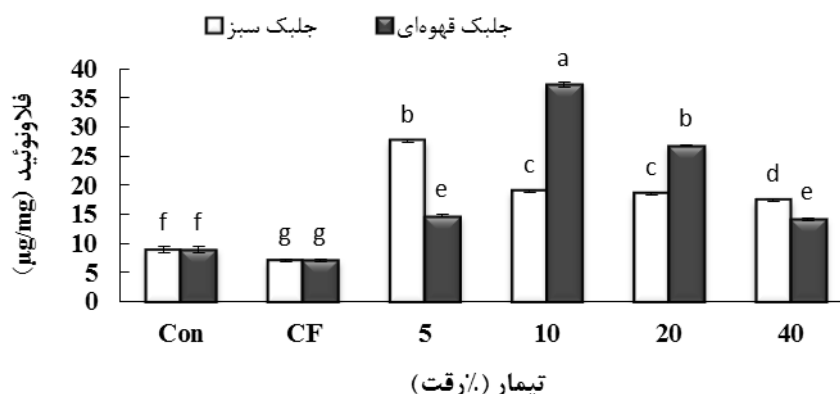 جلبک سبز جلبک قهوه‌ای
فلاونوئید (µg/mg)
40
35
30
25
20
15
10
5
0
f f g g b e c a c b d e
Con CF 5 10 20 40
تیمار (%رقت)